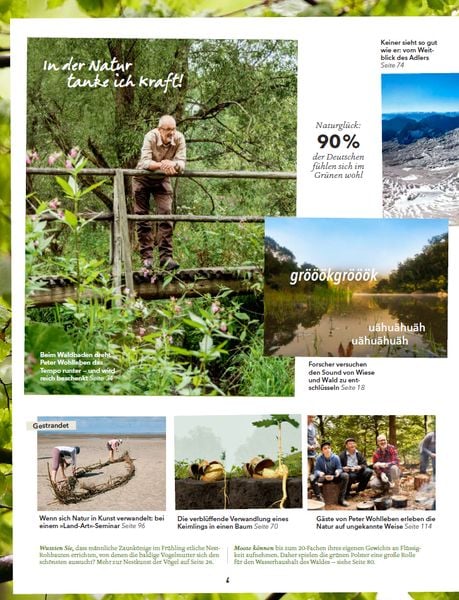 In der Natur
tanke ich Kraft!
Keiner sieht so gut
wie er: vom Weit-
blick des Adlers
Seite 74
Naturglück:
90%
der Deutschen
fühlen sich im
Grünen wohl
gröökgröök
uähuähuäh
uähuähuäh
Beim Waldbaden dreht
Peter Wohlleben das
Tempo runter – und wird
reich beschenkt
Forscher versuchen
den Sound von Wiese
und Wald zu ent-
schlüsseln Seite 18
Gestrandet
Wenn sich Natur in Kunst verwandelt: bei
einem »Land-Art«-Seminar Seite 96
Die verblüffende Verwandlung eines
Keimlings in einen Baum Seite 70
Gäste von Peter Wohlleben erleben die
Natur auf ungekannte Weise Seite 114
Wussten Sie, dass männliche Zaunkönige im Frühling etliche Nest-
Rohbauten errichten, von denen die baldige Vogelmutter sich den
schönsten aussucht? Mehr zur Nestkunst der Vögel auf Seite 26.
Moose können bis zum 20-Fachen ihres eigenen Gewichts an Flüssig-
keit aufnehmen. Daher spielen die grünen Polster eine große Rolle
für den Wasserhaushalt des Waldes – siehe Seite 80.
4